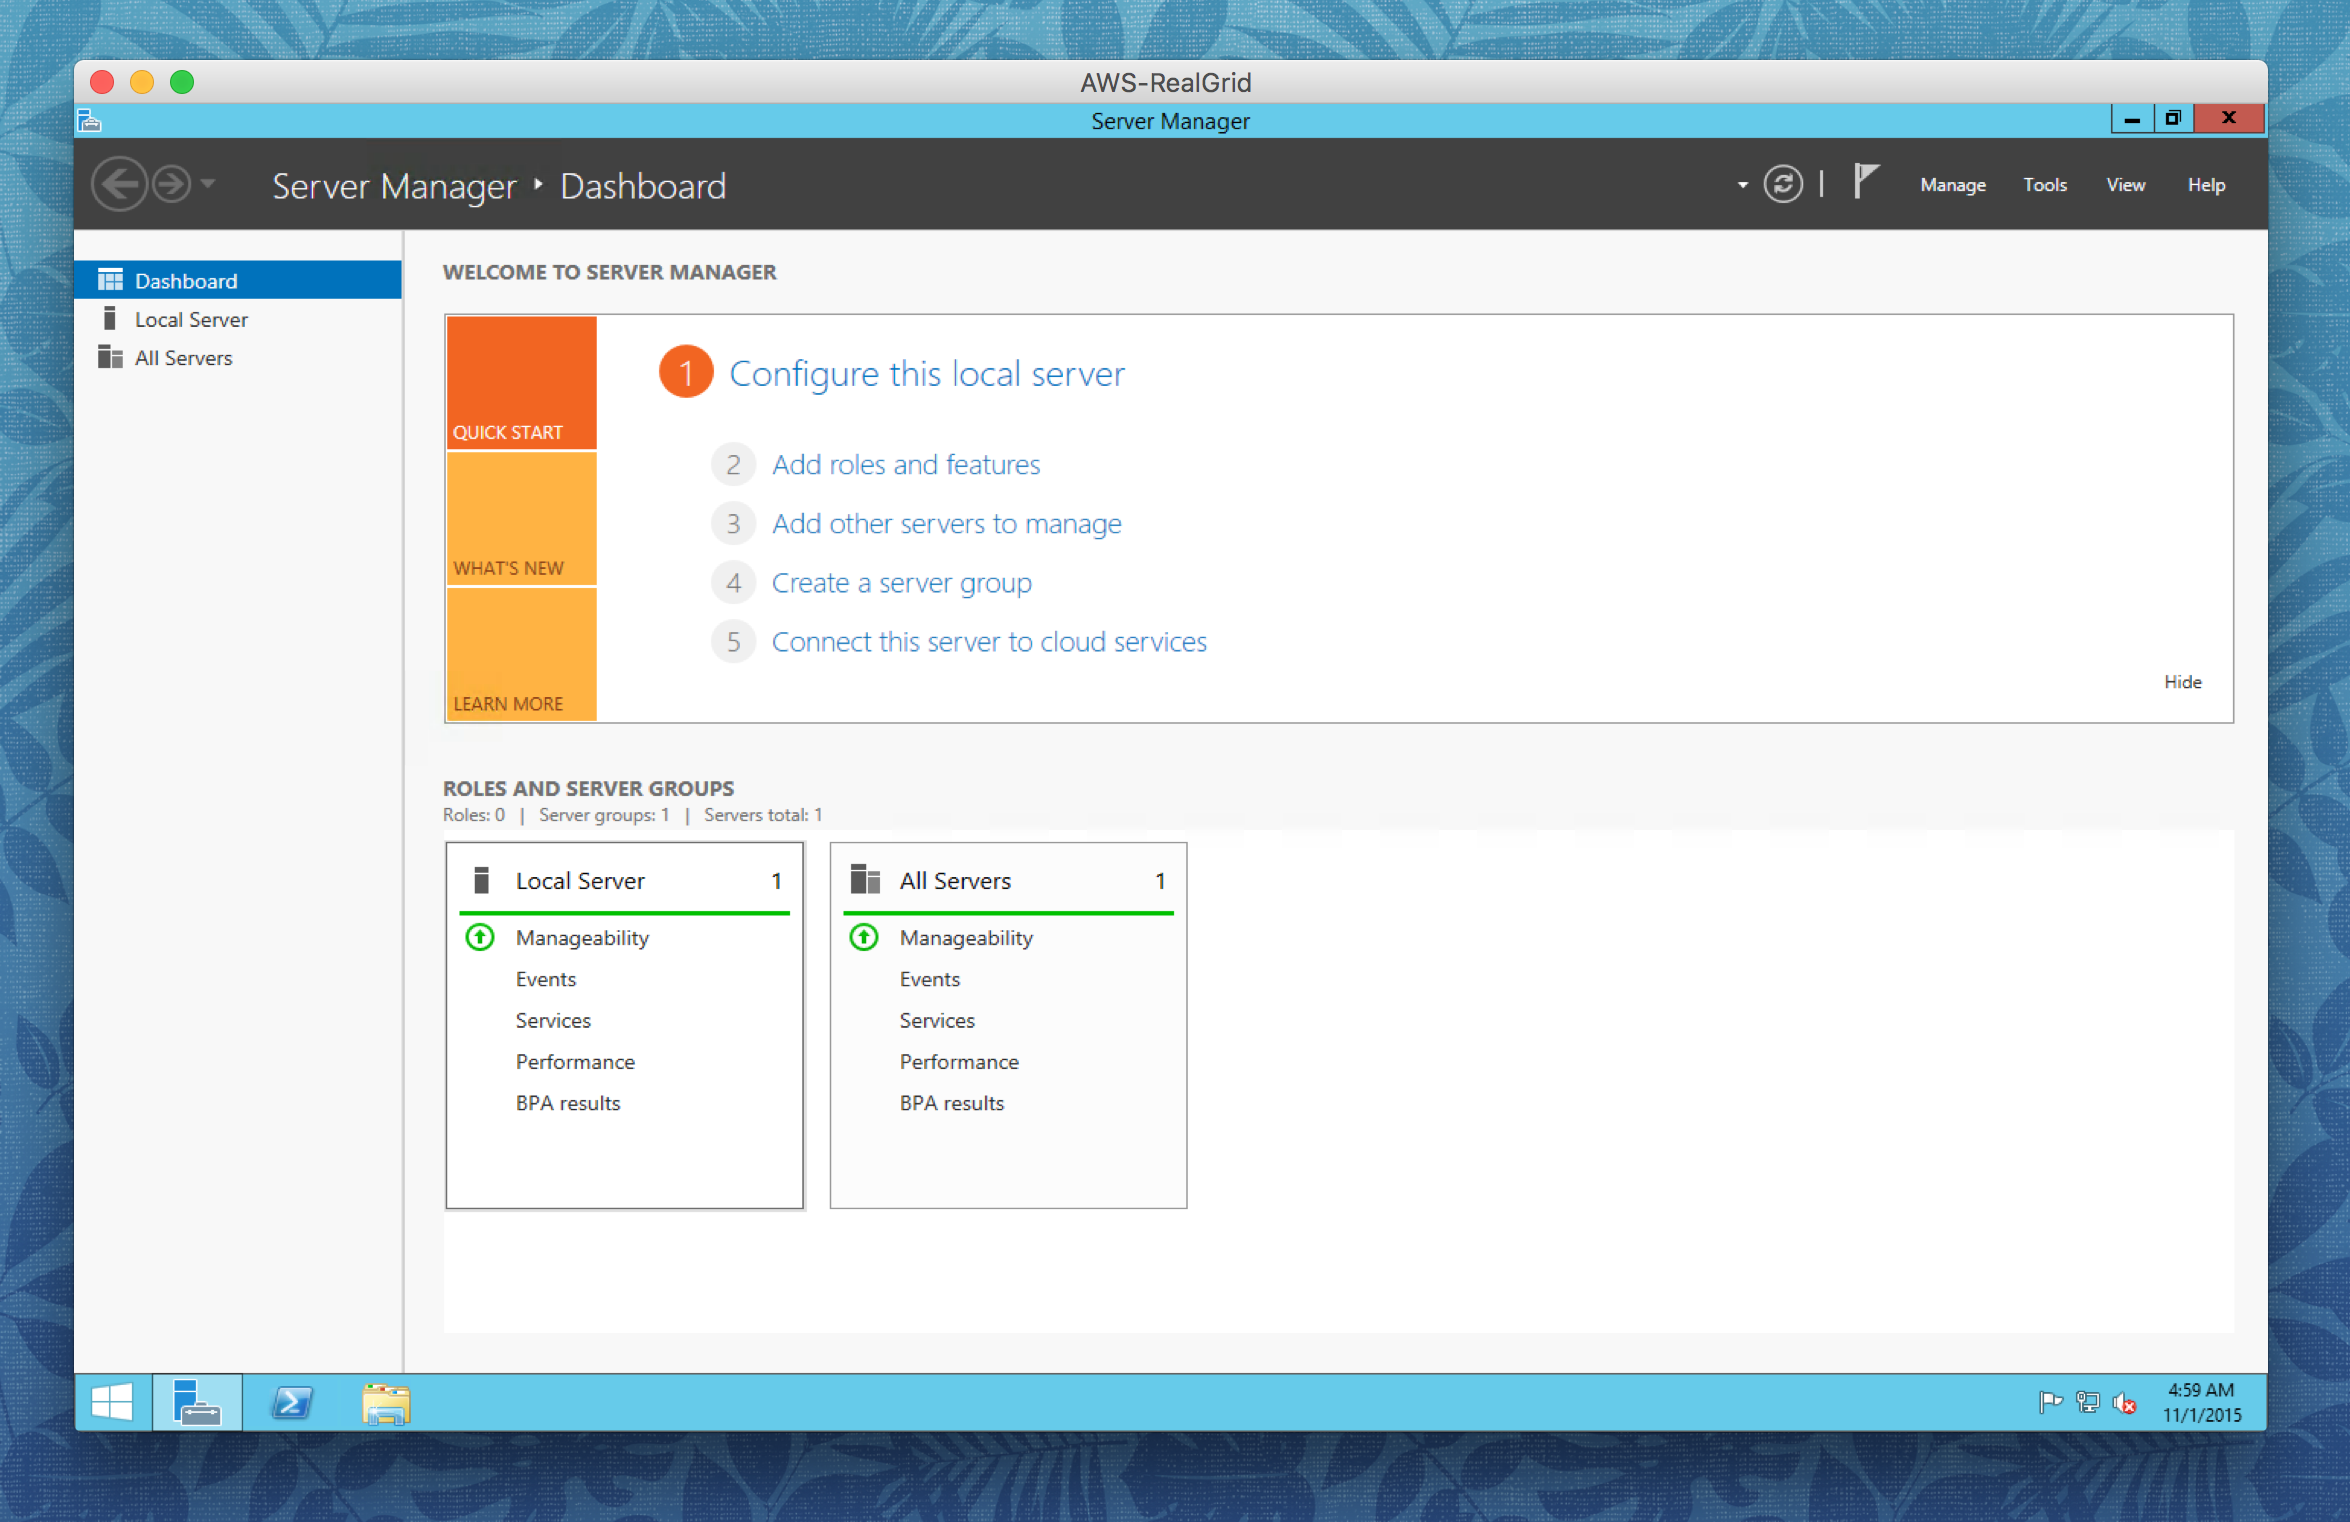 AWS-RealGrid
Server Manager
Server Manager ‣ Dashboard
Manage Tools View Help
Dashboard
Local Server
All Servers
WELCOME TO SERVER MANAGER
QUICK START
WHAT'S NEW
LEARN MORE
1 Configure this local server
2 Add roles and features
3 Add other servers to manage
4 Create a server group
5 Connect this server to cloud services
Hide
ROLES AND SERVER GROUPS
Roles: 0 | Server groups: 1 | Servers total: 1
Local Server 1
Manageability
Events
Services
Performance
BPA results
All Servers 1
Manageability
Events
Services
Performance
BPA results
4:59 AM
11/1/2015